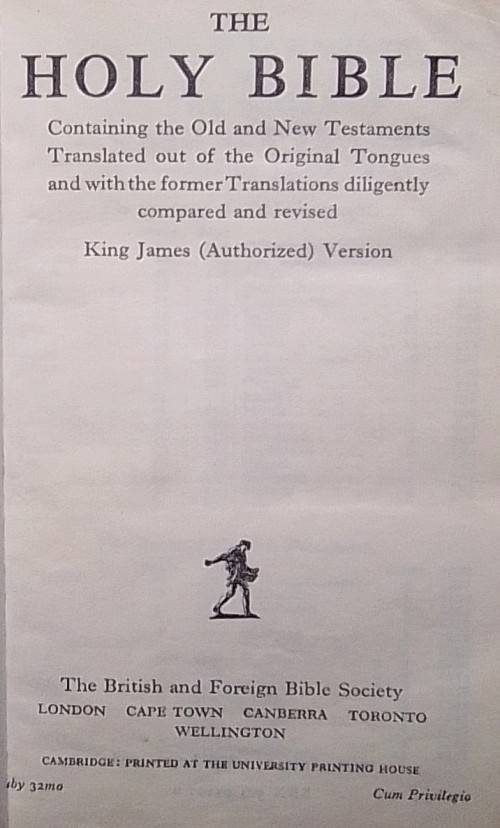 THE
HOLY BIBLE
Containing the Old and New Testaments
Translated out of the Original Tongues
and with the former Translations diligently
compared and revised
King James (Authorized) Version
The British and Foreign Bible Society
LONDON CAPE TOWN CANBERRA TORONTO
WELLINGTON
CAMBRIDGE: PRINTED AT THE UNIVERSITY PRINTING HOUSE
32mo
Cum Privilegio